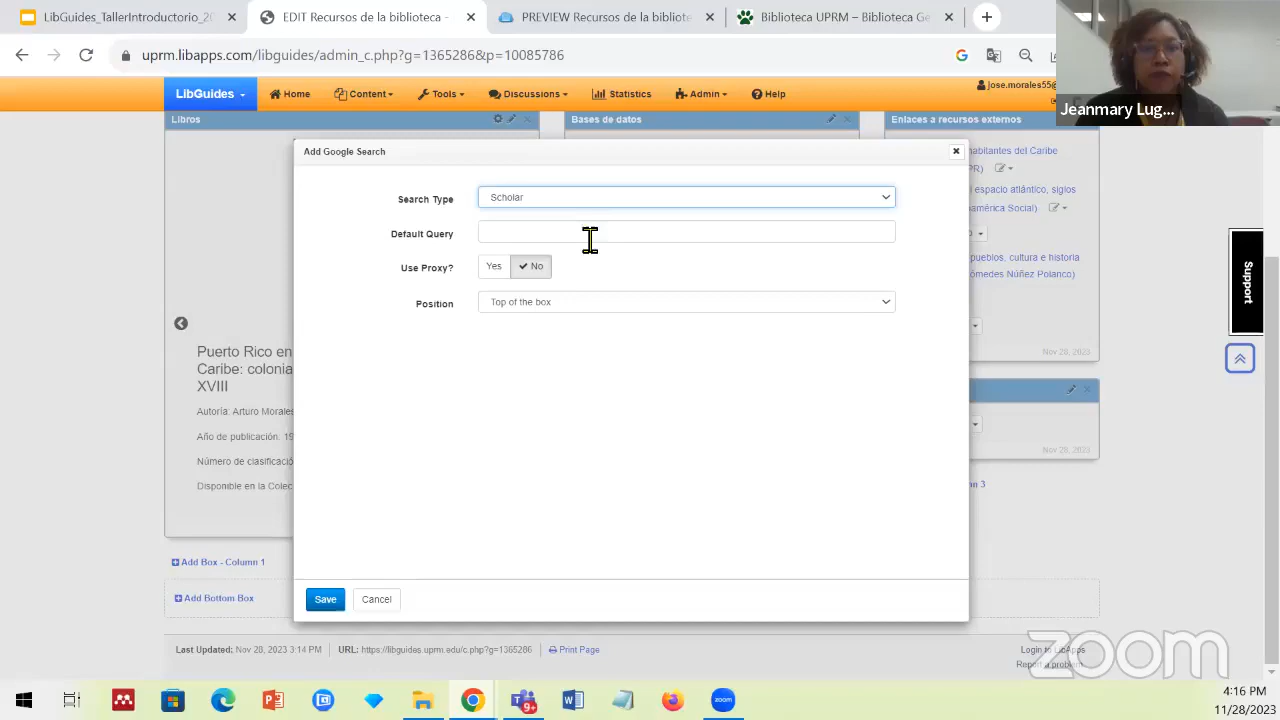 LibGuides_TallerIntroductorio_20
EDIT Recursos de la biblioteca -
PREVIEW Recursos de la bibliote
Biblioteca UPRM – Biblioteca Ge
uprm.libapps.com/libguides/admin_c.php?g=1365286&p=10085786
LibGuides
Home
Content
Tools
Discussions
Statistics
Admin
Help
jose.morales55@
Jeanmary Lug...
Libros
Bases de datos
Enlaces a recursos externos
Add Google Search
habitantes del Caribe
PR)
l espacio atlántico, siglos
oamérica Social)
pueblos, cultura e historia
ómedes Núñez Polanco)
Search Type
Scholar
Default Query
Use Proxy?
Yes
No
Position
Top of the box
Support
Nov 28, 2023
Puerto Rico en
Caribe: colonia
XVIII
Autoría: Arturo Morales
Año de publicación: 19
Número de clasificació
Disponible en la Colec
Nov 28, 2023
mn 3
Add Box - Column 1
Add Bottom Box
Save
Cancel
Last Updated: Nov 28, 2023 3:14 PM
URL: https://libguides.uprm.edu/c.php?g=1365286
Print Page
Login to LibApps
Report a problem
zoom
9+
zoom
4:16 PM
11/28/2023